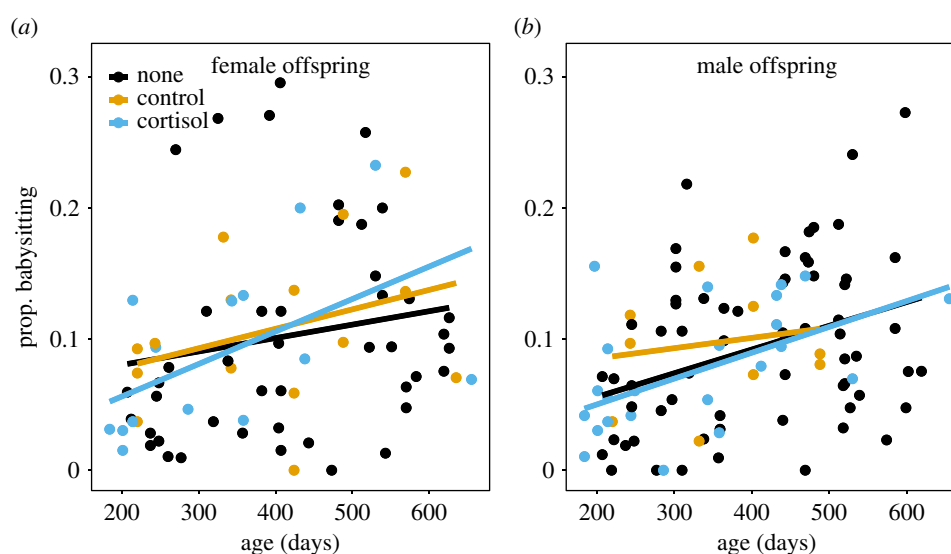 (a)
(b)
female offspring
male offspring
none
control
cortisol
prop. babysitting
0.3
0.2
0.1
0
0.3
0.2
0.1
0
200 300 400 500 600
200 300 400 500 600
age (days)
age (days)